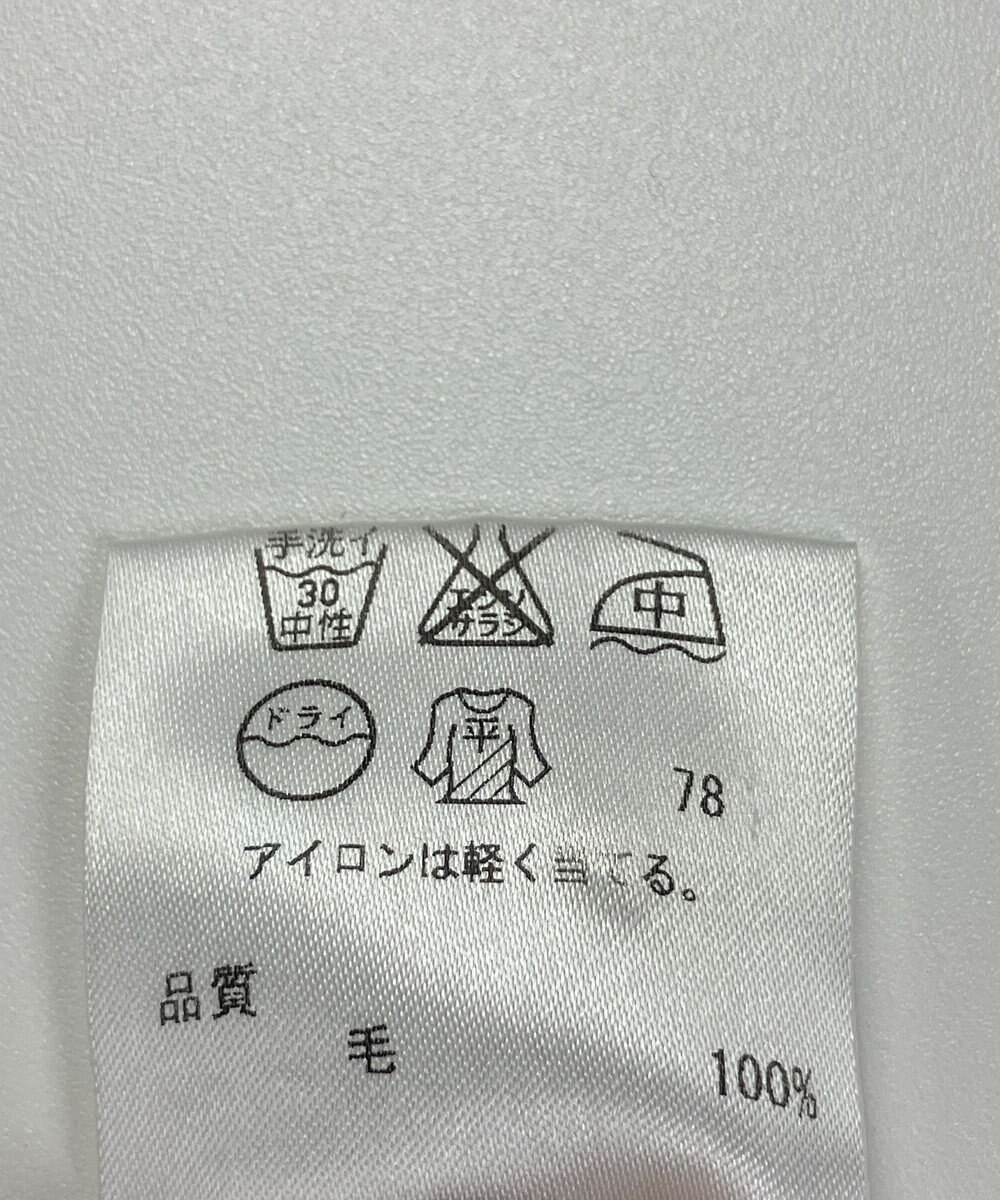 手洗イ
30
中性
エンソ
サラシ
中
ドライ
平
78
アイロンは軽く当てる。
品質
毛 100%